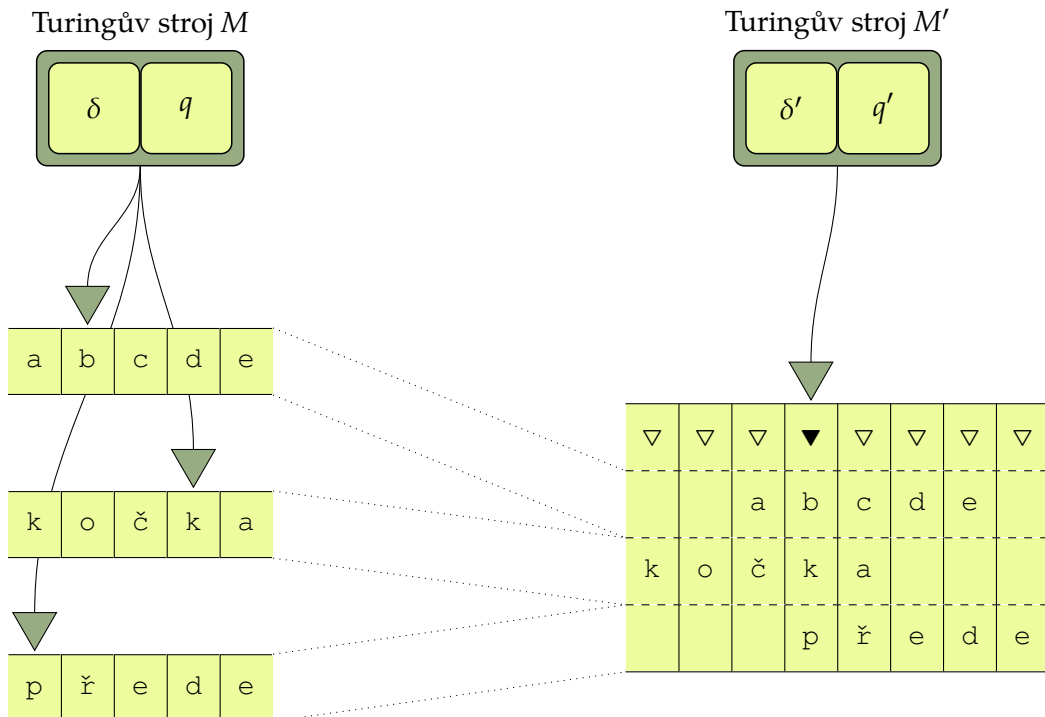 Turingův stroj M
Turingův stroj M′
δ q
δ′ q′
a b c d e
k o č k a
p ř e d e
▽ ▽ ▽ ▼ ▽ ▽ ▽ ▽
a b c d e
k o č k a
p ř e d e